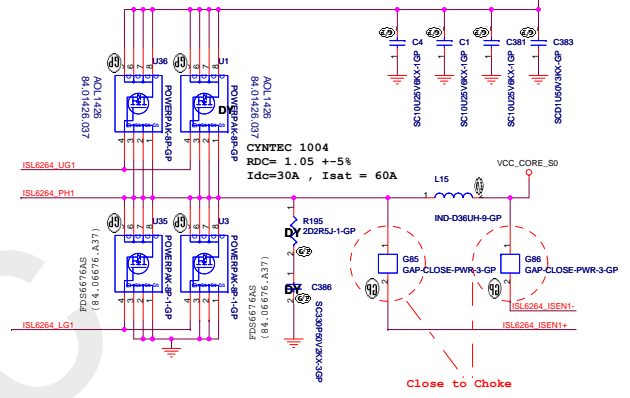 U36
U1
C4
C1
C381
C383
AOL1426
84.01426.037
POWERPAK-8P-GP
AOL1426
84.01426.037
POWERPAK-8P-GP
DY
SC10U25V6KX-1GP
SC10U25V6KX-1GP
SC10U25V6KX-1GP
SCD1U50V3KX-GP
CYNTEC 1004
RDC= 1.05 +-5%
Idc=30A , Isat = 60A
ISL6264_UG1
VCC_CORE_S0
ISL6264_PH1
L15
1
2
IND-D36UH-9-GP
U35
U3
FDS6676AS
(84.06676.A37)
POWERPAK-8P-1-GP
FDS6676AS
(84.06676.A37)
POWERPAK-8P-1-GP
R195
DY
2D2R5J-1-GP
G85
GAP-CLOSE-PWR-3-GP
G86
GAP-CLOSE-PWR-3-GP
C386
DY
SC330P50V2KX-3GP
ISL6264_ISEN1-
ISL6264_LG1
ISL6264_ISEN1+
Close to Choke